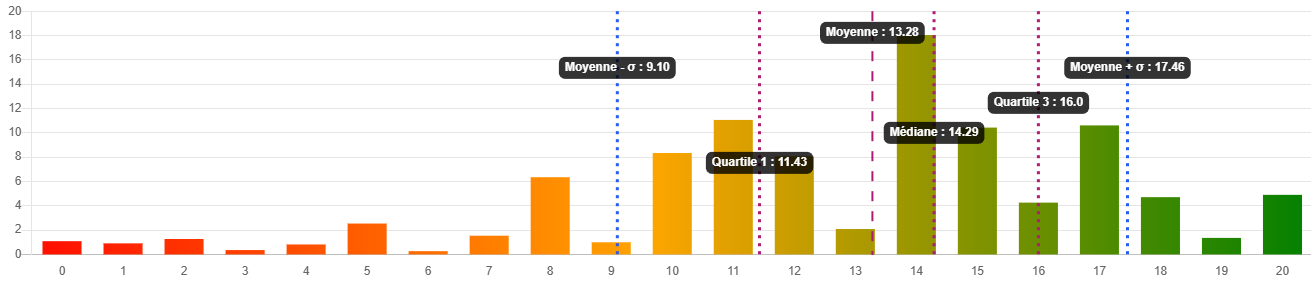 20
18
16
14
12
10
8
6
4
2
0
Moyenne : 13.28
Moyenne - σ : 9.10
Moyenne + σ : 17.46
Quartile 3 : 16.0
Médiane : 14.29
Quartile 1 : 11.43
0 1 2 3 4 5 6 7 8 9 10 11 12 13 14 15 16 17 18 19 20